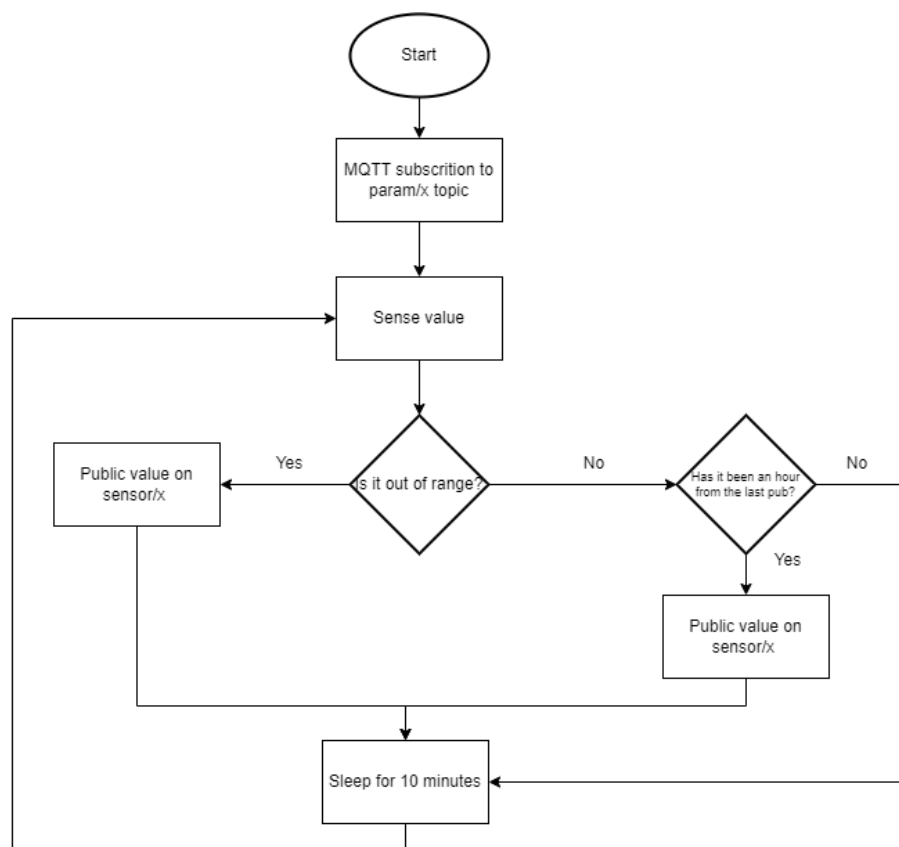 Start
MQTT subscrition to
param/x topic
Sense value
Public value on
sensor/x
Yes
Is it out of range?
No
Has it been an hour
from the last pub?
No
Yes
Public value on
sensor/x
Sleep for 10 minutes